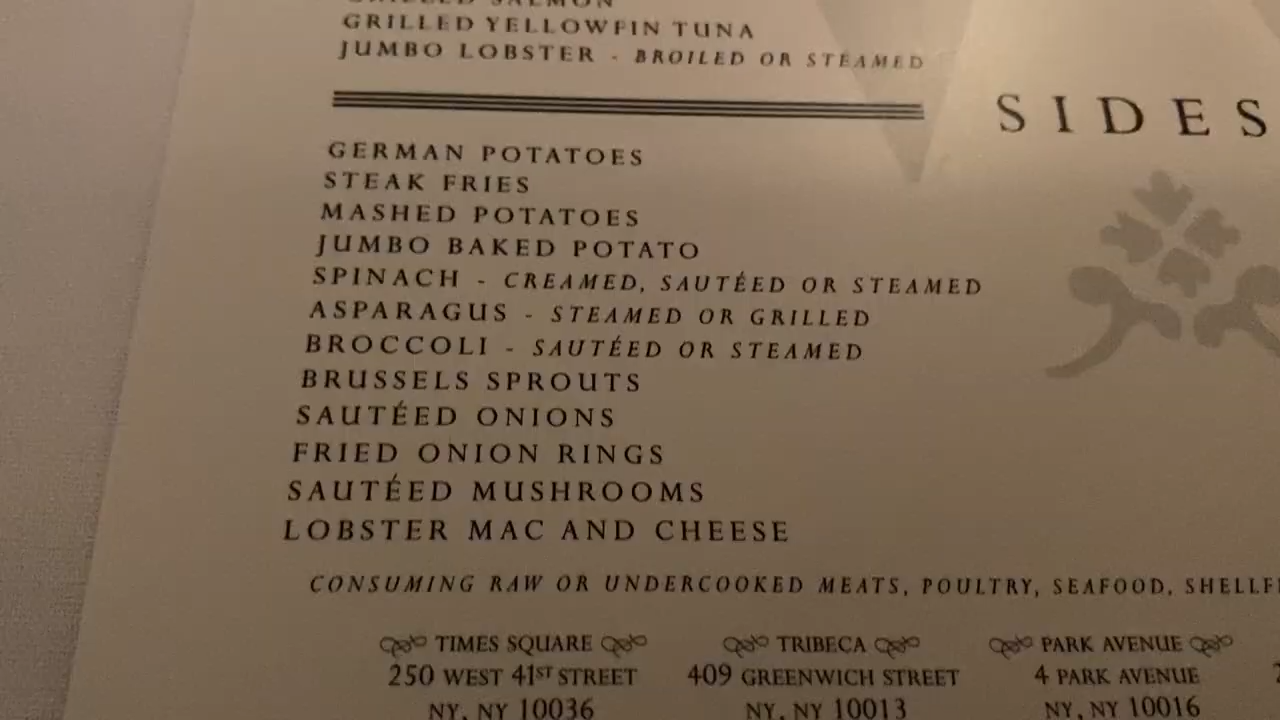 GRILLED SALMON
GRILLED YELLOWFIN TUNA
JUMBO LOBSTER - BROILED OR STEAMED
SIDES
GERMAN POTATOES
STEAK FRIES
MASHED POTATOES
JUMBO BAKED POTATO
SPINACH - CREAMED, SAUTÉED OR STEAMED
ASPARAGUS - STEAMED OR GRILLED
BROCCOLI - SAUTÉED OR STEAMED
BRUSSELS SPROUTS
SAUTÉED ONIONS
FRIED ONION RINGS
SAUTÉED MUSHROOMS
LOBSTER MAC AND CHEESE
CONSUMING RAW OR UNDERCOOKED MEATS, POULTRY, SEAFOOD,
TIMES SQUARE TRIBECA PARK AVENUE
250 WEST 41ST STREET 409 GREENWICH STREET 4 PARK AVENUE
NY, NY 10036 NY, NY 10013 NY, NY 10016